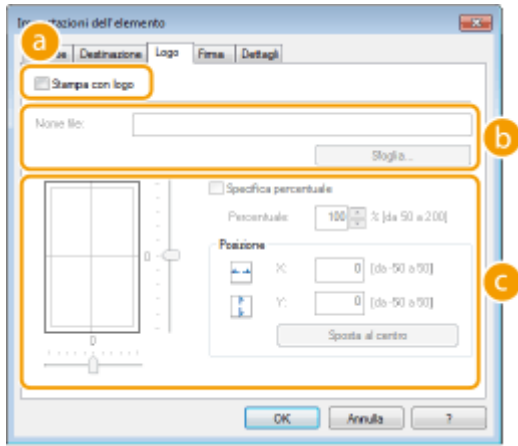 Impostazioni dell'elemento
a
Destinazione Logo Firma Dettagli
Stampa con logo
Nome file:
b
Sfoglia...
Specifica percentuale
Percentuale: 100 % [da 50 a 200]
Posizione
0
X: 0 [da -50 a 50]
c
Y: 0 [da -50 a 50]
Sposta al centro
0
OK Annulla ?